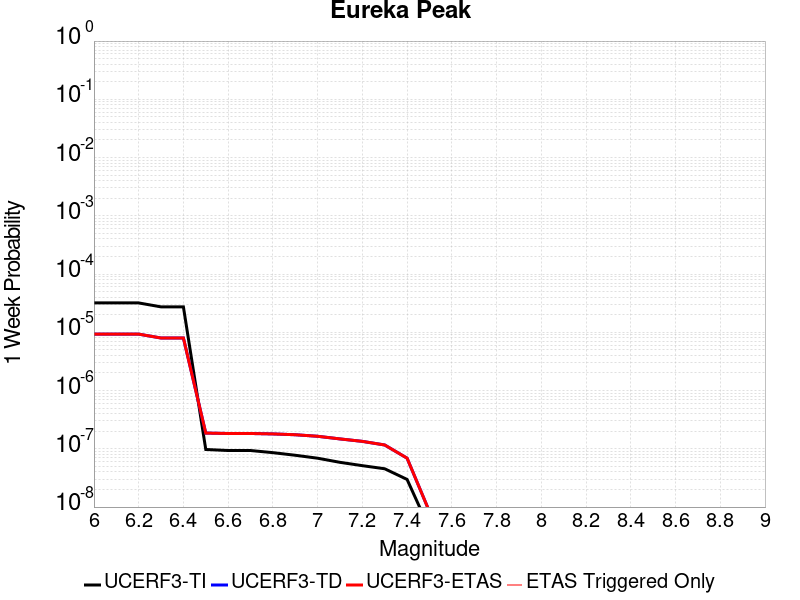 Eureka Peak
10^0
10^-1
10^-2
10^-3
10^-4
10^-5
10^-6
10^-7
10^-8
1 Week Probability
6 6.2 6.4 6.6 6.8 7 7.2 7.4 7.6 7.8 8 8.2 8.4 8.6 8.8 9
Magnitude
UCERF3-TI UCERF3-TD UCERF3-ETAS ETAS Triggered Only